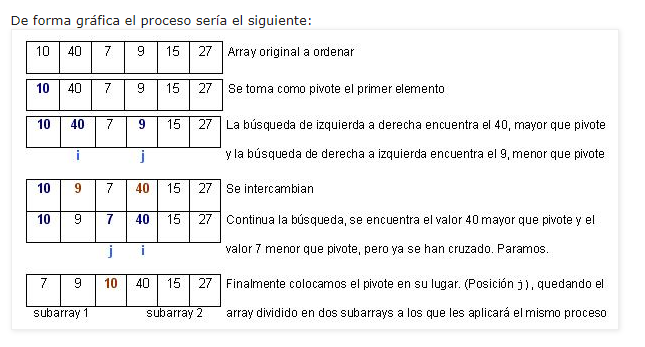 De forma gráfica el proceso sería el siguiente:
10 40 7 9 15 27 Array original a ordenar
10 40 7 9 15 27 Se toma como pivote el primer elemento
10 40 7 9 15 27 La búsqueda de izquierda a derecha encuentra el 40, mayor que pivote
i j y la búsqueda de derecha a izquierda encuentra el 9, menor que pivote
10 9 7 40 15 27 Se intercambian
10 9 7 40 15 27 Continua la búsqueda, se encuentra el valor 40 mayor que pivote y el
j i valor 7 menor que pivote, pero ya se han cruzado. Paramos.
7 9 10 40 15 27 Finalmente colocamos el pivote en su lugar. (Posición j), quedando el
subarray 1 subarray 2 array dividido en dos subarrays a los que les aplicará el mismo proceso